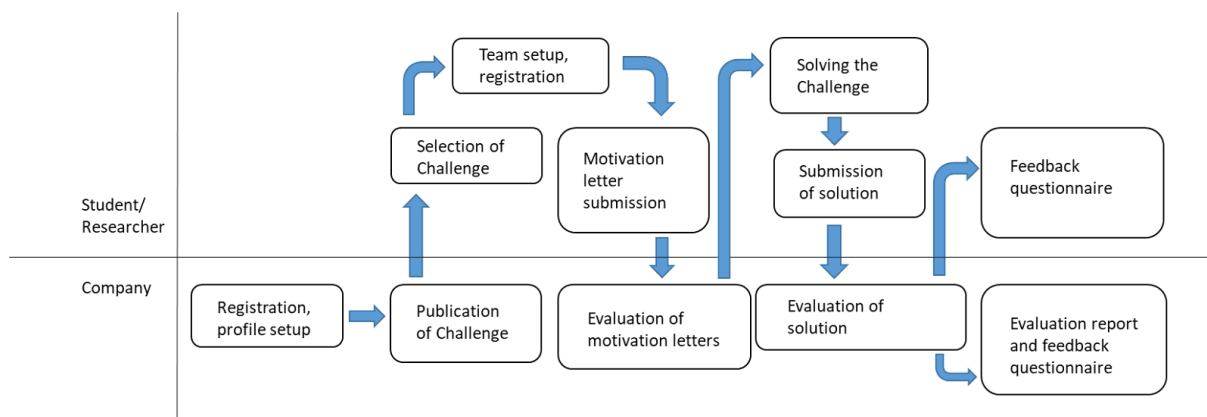 Team setup,
registration
Solving the
Challenge
Selection of
Challenge
Motivation
letter
submission
Submission
of solution
Feedback
questionnaire
Student/
Researcher
Company
Registration,
profile setup
Publication
of Challenge
Evaluation of
motivation letters
Evaluation of
solution
Evaluation report
and feedback
questionnaire